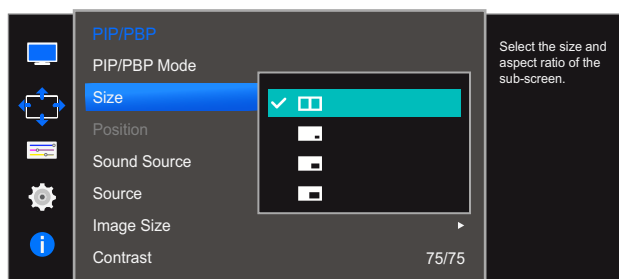 PIP/PBP
PIP/PBP Mode
Size
Position
Sound Source
Source
Image Size
Contrast 75/75
Select the size and
aspect ratio of the
sub-screen.